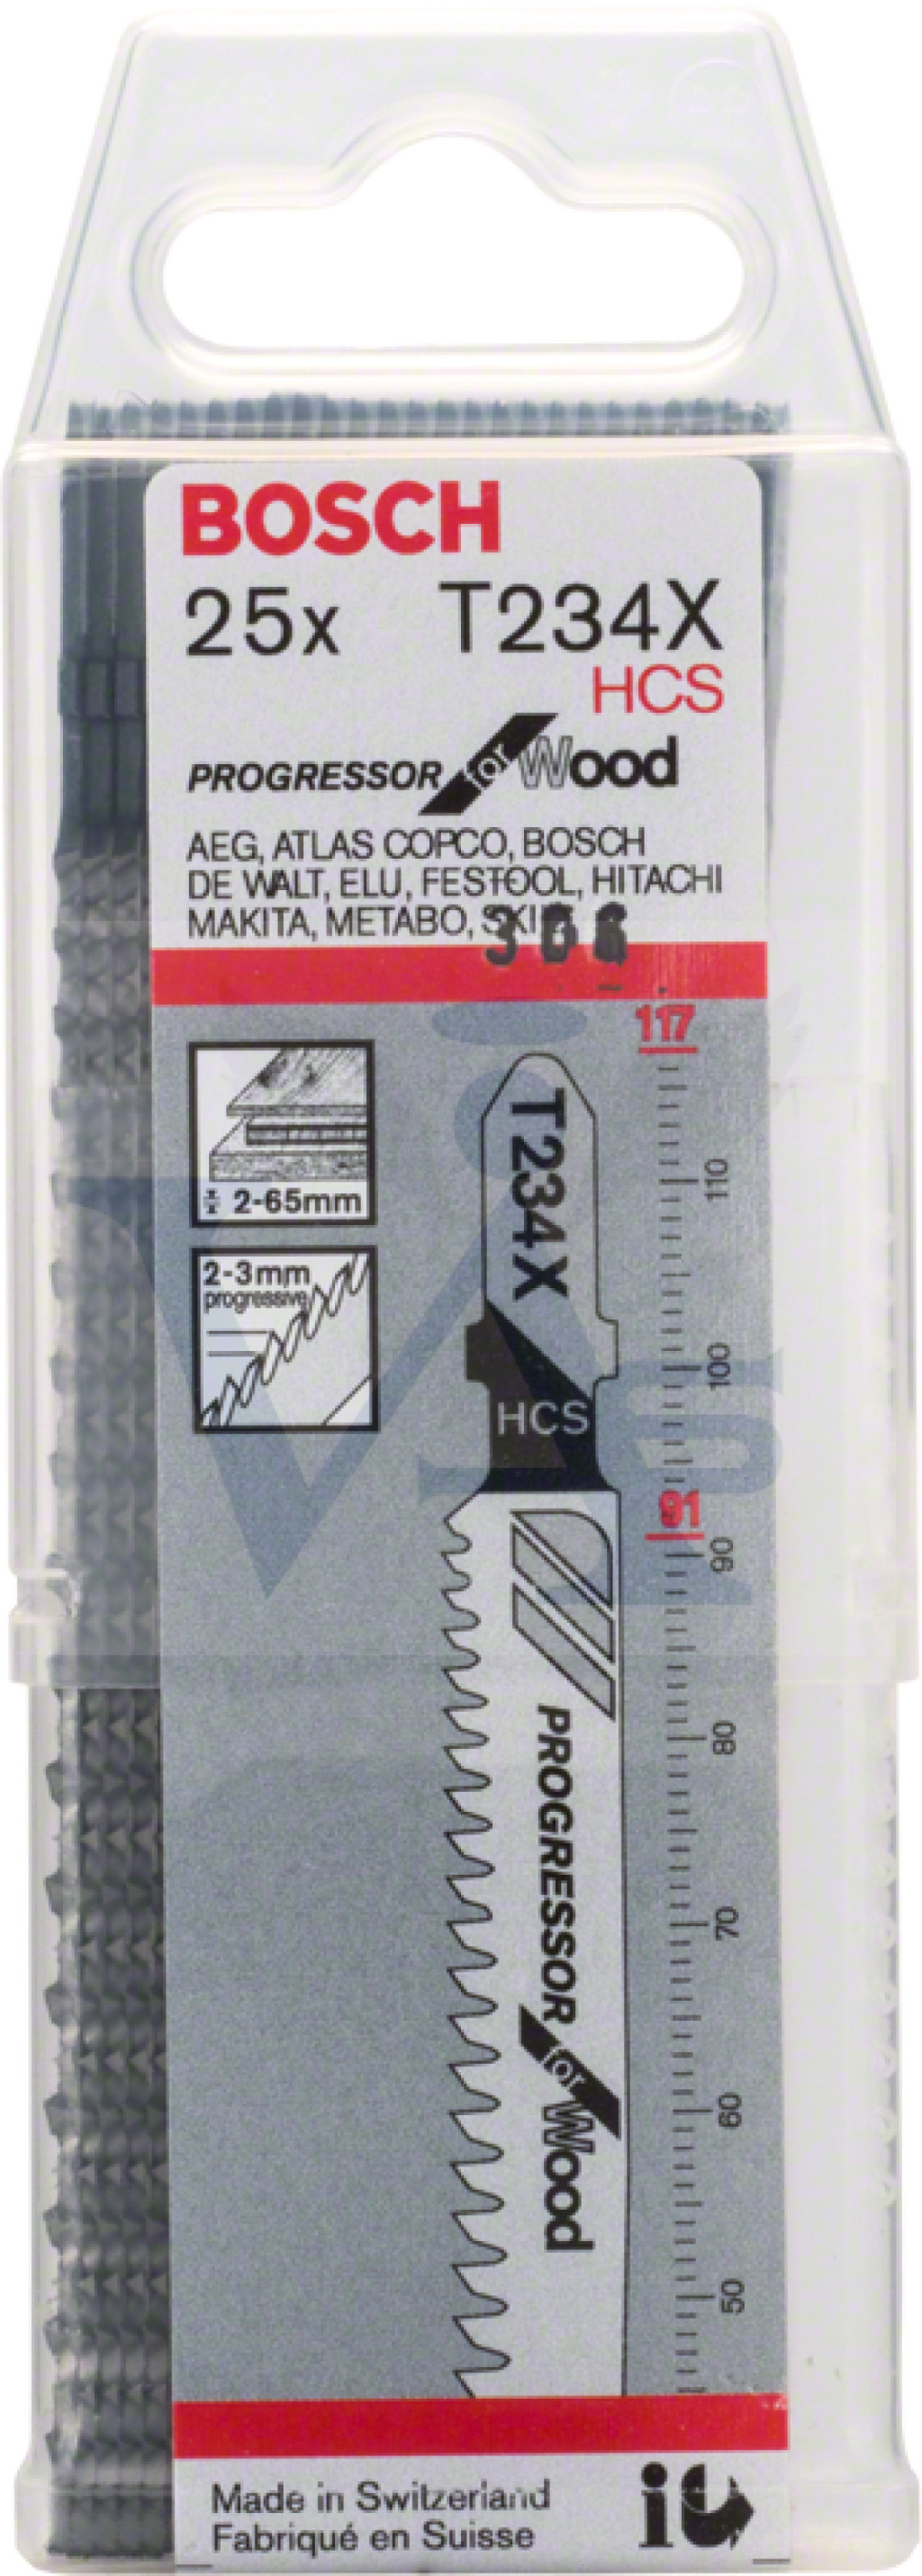 BOSCH
25x T234X
HCS
PROGRESSOR for Wood
AEG, ATLAS COPCO, BOSCH
DE WALT, ELU, FESTOOL, HITACHI
MAKITA, METABO,
117
T234X
2-65mm
110
2-3mm
progressive
100
HCS
91
90
80
PROGRESSOR for Wood
70
60
50
Made in Switzerland
Fabriqué en Suisse